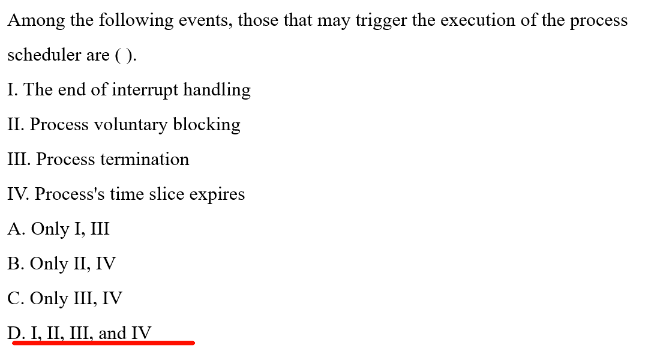 Among the following events, those that may trigger the execution of the process
scheduler are ( ).
I. The end of interrupt handling
II. Process voluntary blocking
III. Process termination
IV. Process's time slice expires
A. Only I, III
B. Only II, IV
C. Only III, IV
D. I, II, III, and IV